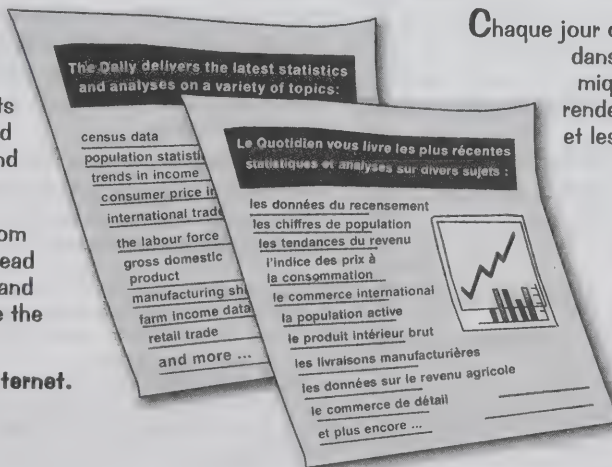 ts
d
nd
om
ead
and
e the
ternet.
The Daily delivers the latest statistics
and analyses on a variety of topics:
census data
population statisti
trends in income
consumer price in
international trade
the labour force
gross domestic
product
manufacturing sh
farm income data
retail trade
and more ...
Le Quotidien vous livre les plus récentes
statistiques et analyses sur divers sujets :
les données du recensement
les chiffres de population
les tendances du revenu
l'indice des prix à
la consommation
le commerce international
la population active
le produit intérieur brut
les livraisons manufacturières
les données sur le revenu agricole
le commerce de détail
et plus encore ...
Chaque jour
dans
miq
rende
et les